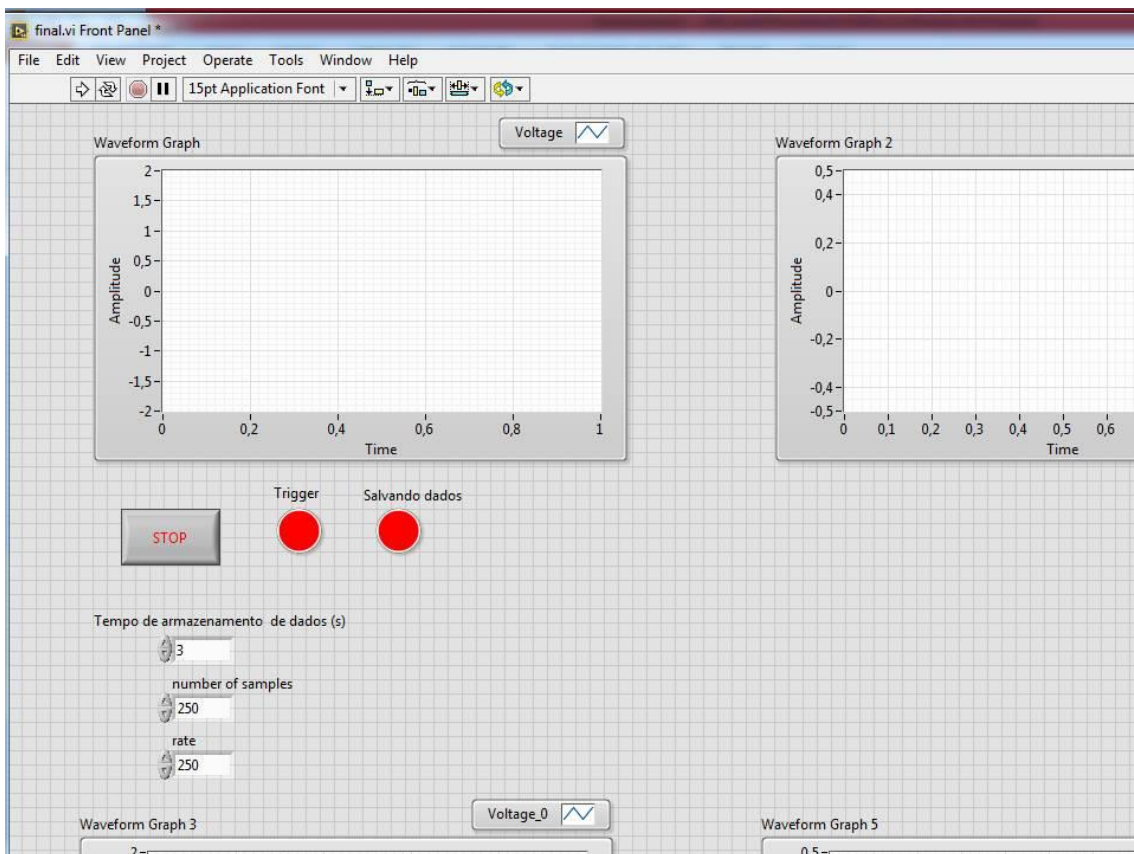 final.vi Front Panel *
File Edit View Project Operate Tools Window Help
15pt Application Font
Waveform Graph
Voltage
2
1,5
1
0,5
0
-0,5
-1
-1,5
-2
Amplitude
0 0,2 0,4 0,6 0,8 1
Time
Waveform Graph 2
0,5
0,4
0,2
0
-0,2
-0,4
-0,5
Amplitude
0 0,1 0,2 0,3 0,4 0,5 0,6
Time
Trigger
Salvando dados
STOP
Tempo de armazenamento de dados (s)
3
number of samples
250
rate
250
Waveform Graph 3
Voltage_0
2
Waveform Graph 5
0,5